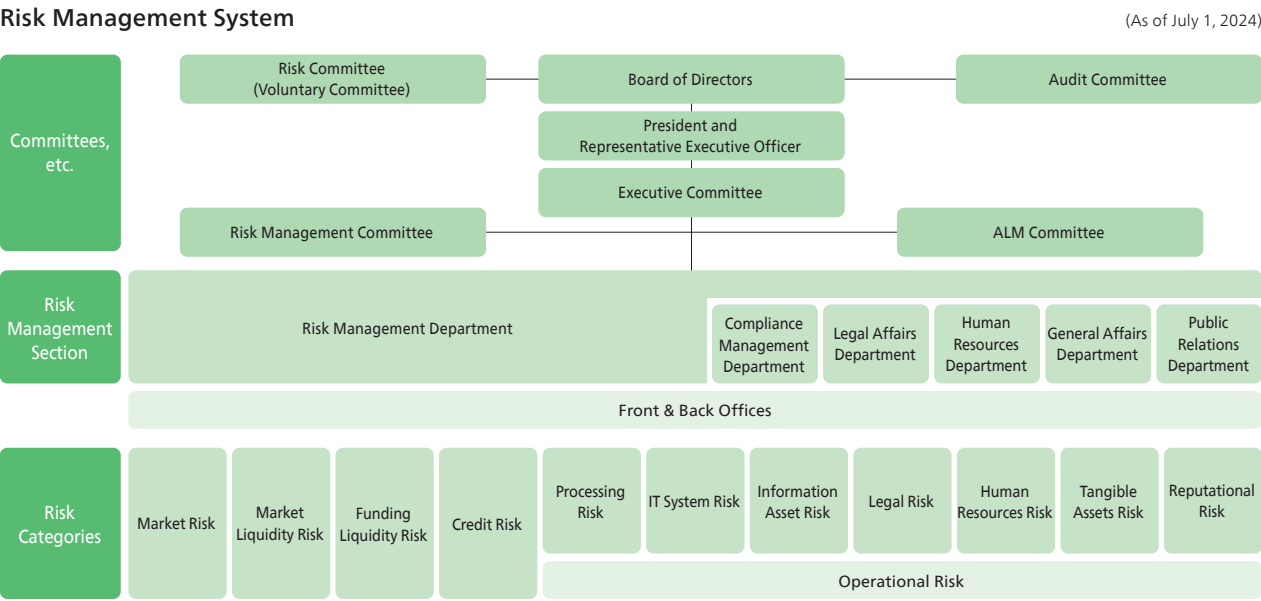 Risk Management System
(As of July 1, 2024)
Committees,
etc.
Risk Committee
(Voluntary Committee)
Board of Directors
Audit Committee
President and
Representative Executive Officer
Executive Committee
Risk Management Committee
ALM Committee
Risk
Management
Section
Risk Management Department
Compliance
Management
Department
Legal Affairs
Department
Human
Resources
Department
General Affairs
Department
Public
Relations
Department
Front & Back Offices
Risk
Categories
Market Risk
Market
Liquidity Risk
Funding
Liquidity Risk
Credit Risk
Processing
Risk
IT System Risk
Information
Asset Risk
Legal Risk
Human
Resources Risk
Tangible
Assets Risk
Reputational
Risk
Operational Risk